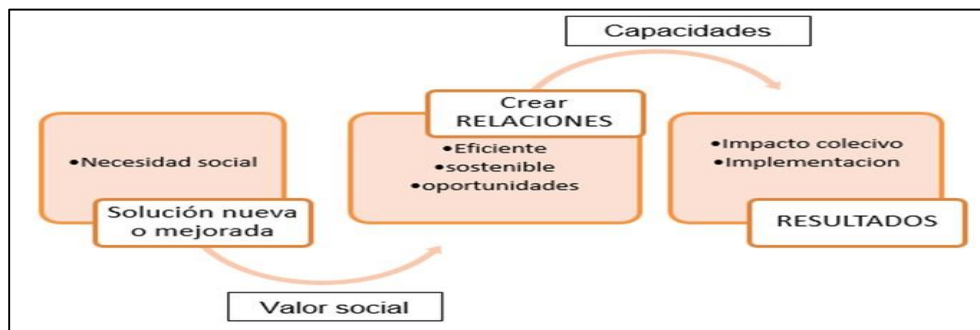 Capacidades
•Necesidad social
Solución nueva
o mejorada
Crear
RELACIONES
•Eficiente
•sostenible
•oportunidades
•Impacto colecivo
•Implementacion
RESULTADOS
Valor social